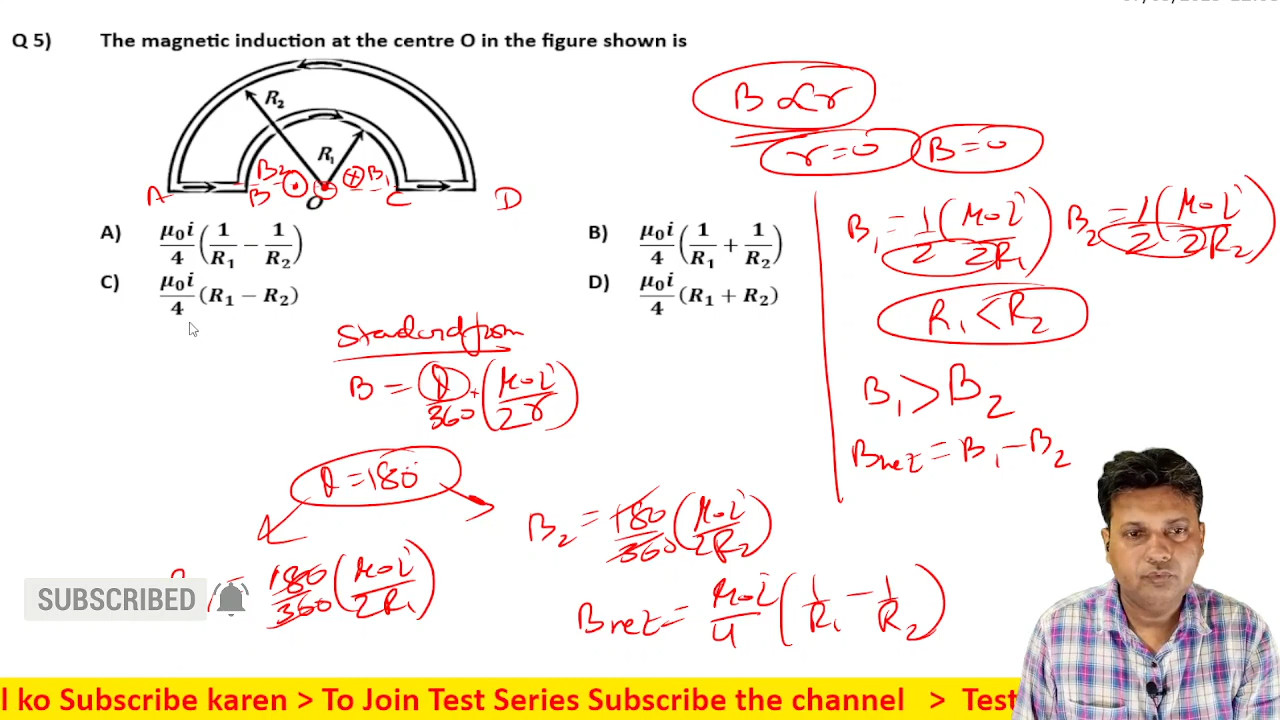 Q 5) The magnetic induction at the centre O in the figure shown is
R₂
R₁
B₂
B₁
A
B
O
C
D
A) μ₀i/4 (1/R₁ − 1/R₂)
B) μ₀i/4 (1/R₁ + 1/R₂)
C) μ₀i/4 (R₁ − R₂)
D) μ₀i/4 (R₁ + R₂)
B ∝ r
r = 0 B = 0
B₁ = 1/2 (μ₀i/2R₁) B₂ = 1/2 (μ₀i/2R₂)
R₁ < R₂
B₁ > B₂
Bnet = B₁ − B₂
Standard from
B = θ/360 × (μ₀i/2r)
θ = 180°
= 180/360 (μ₀i/2R₁)
B₂ = 180/360 (μ₀i/2R₂)
Bnet = μ₀i/4 (1/R₁ − 1/R₂)
SUBSCRIBED
l ko Subscribe karen > To Join Test Series Subscribe the channel > Test